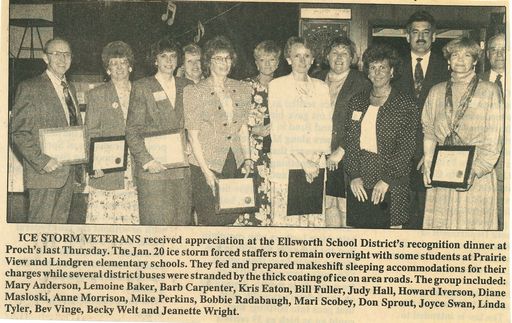 ICE STORM VETERANS received appreciation at the Ellsworth School District's recognition dinner at
Proch's last Thursday. The Jan. 20 ice storm forced staffers to remain overnight with some students at Prairie
View and Lindgren elementary schools. They fed and prepared makeshift sleeping accommodations for their
charges while several district buses were stranded by the thick coating of ice on area roads. The group included:
Mary Anderson, Lemoine Baker, Barb Carpenter, Kris Eaton, Bill Fuller, Judy Hall, Howard Iverson, Diane
Masloski, Anne Morrison, Mike Perkins, Bobbie Radabaugh, Mari Scobey, Don Sprout, Joyce Swan, Linda
Tyler, Bev Vinge, Becky Welt and Jeanette Wright.